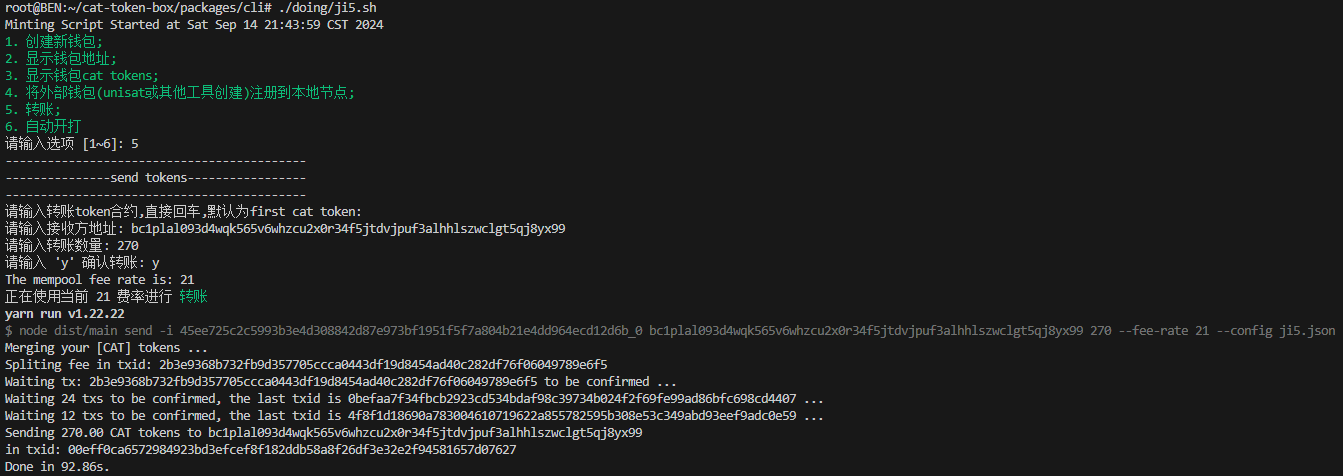 root@BEN:~/cat-token-box/packages/cli# ./doing/ji5.sh
Minting Script Started at Sat Sep 14 21:43:59 CST 2024
1. 创建新钱包;
2. 显示钱包地址;
3. 显示钱包cat tokens;
4. 将外部钱包(unisat或其他工具创建)注册到本地节点;
5. 转账;
6. 自动开打
请输入选项 [1~6]: 5
-----------------------------------------
---------------send tokens-----------------
-----------------------------------------
请输入转账token合约,直接回车,默认为first cat token:
请输入接收方地址: bc1plal093d4wqk565v6whzcu2x0r34f5jtdvjpuf3alhhlszwclgt5qj8yx99
请输入转账数量: 270
请输入 'y' 确认转账: y
The mempool fee rate is: 21
正在使用当前 21 费率进行 转账
yarn run v1.22.22
$ node dist/main send -i 45ee725c2c5993b3e4d308842d87e973bf1951f5f7a804b21e4dd964ecd12d6b_0 bc1plal093d4wqk565v6whzcu2x0r34f5jtdvjpuf3alhhlszwclgt5qj8yx99 270 --fee-rate 21 --config ji5.json
Merging your [CAT] tokens ...
Spliting fee in txid: 2b3e9368b732fb9d357705ccca0443df19d8454ad40c282df76f06049789e6f5
Waiting tx: 2b3e9368b732fb9d357705ccca0443df19d8454ad40c282df76f06049789e6f5 to be confirmed ...
Waiting 24 txs to be confirmed, the last txid is 0befaa7f34fbcb2923cd534bdaf98c39734b024f2f69fe99ad86bfc698cd4407 ...
Waiting 12 txs to be confirmed, the last txid is 4f8f1d18690a783004610719622a855782595b308e53c349abd93eef9adc0e59 ...
Sending 270.00 CAT tokens to bc1plal093d4wqk565v6whzcu2x0r34f5jtdvjpuf3alhhlszwclgt5qj8yx99
in txid: 00eff0ca6572984923bd3efcef8f182ddb58a8f26df3e32e2f94581657d07627
Done in 92.86s.